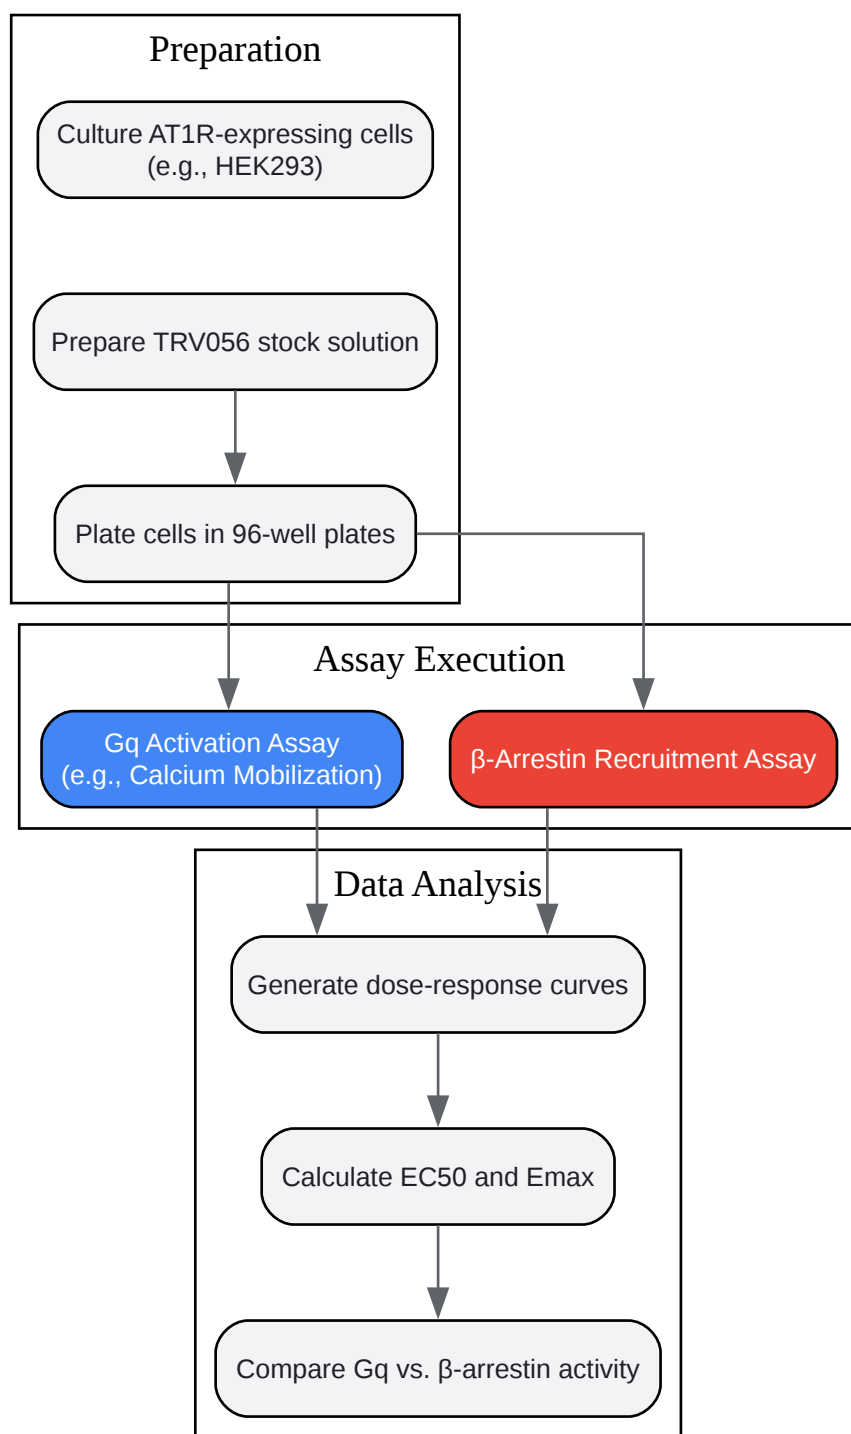 Preparation
Culture AT1R-expressing cells
(e.g., HEK293)
Prepare TRV056 stock solution
Plate cells in 96-well plates
Assay Execution
Gq Activation Assay
(e.g., Calcium Mobilization)
β-Arrestin Recruitment Assay
Data Analysis
Generate dose-response curves
Calculate EC50 and Emax
Compare Gq vs. β-arrestin activity